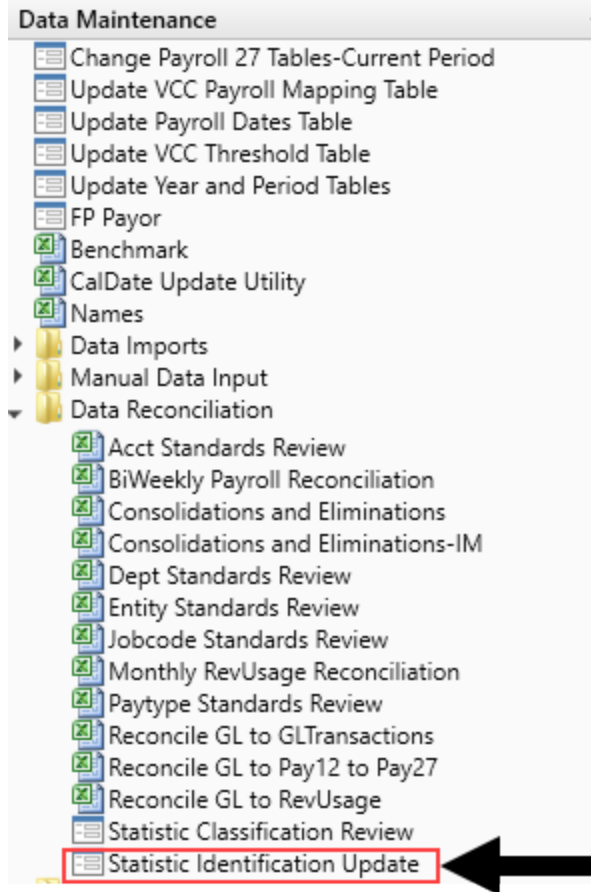 Data Maintenance
Change Payroll 27 Tables-Current Period
Update VCC Payroll Mapping Table
Update Payroll Dates Table
Update VCC Threshold Table
Update Year and Period Tables
FP Payor
Benchmark
CalDate Update Utility
Names
Data Imports
Manual Data Input
Data Reconciliation
Acct Standards Review
BiWeekly Payroll Reconciliation
Consolidations and Eliminations
Consolidations and Eliminations-IM
Dept Standards Review
Entity Standards Review
Jobcode Standards Review
Monthly RevUsage Reconciliation
Paytype Standards Review
Reconcile GL to GLTransactions
Reconcile GL to Pay12 to Pay27
Reconcile GL to RevUsage
Statistic Classification Review
Statistic Identification Update